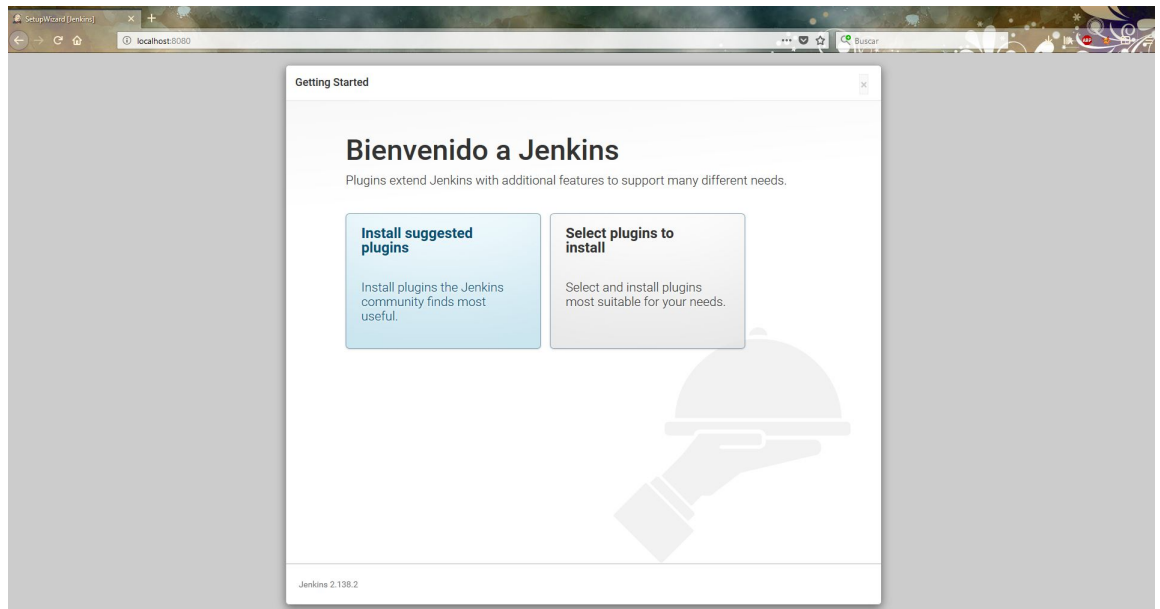 SetupWizard [Jenkins]
localhost:8080
Buscar
Getting Started
Bienvenido a Jenkins
Plugins extend Jenkins with additional features to support many different needs.
Install suggested
plugins
Install plugins the Jenkins
community finds most
useful.
Select plugins to
install
Select and install plugins
most suitable for your needs.
Jenkins 2.138.2